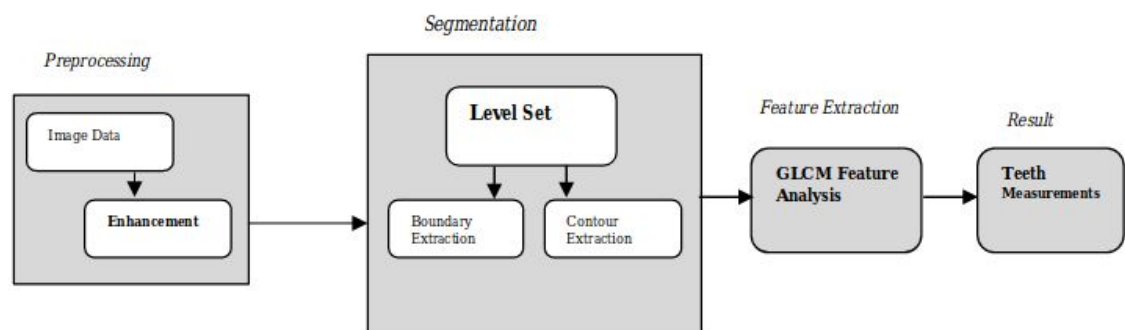 Preprocessing
Image Data
Enhancement
Segmentation
Level Set
Boundary
Extraction
Contour
Extraction
Feature Extraction
GLCM Feature
Analysis
Result
Teeth
Measurements